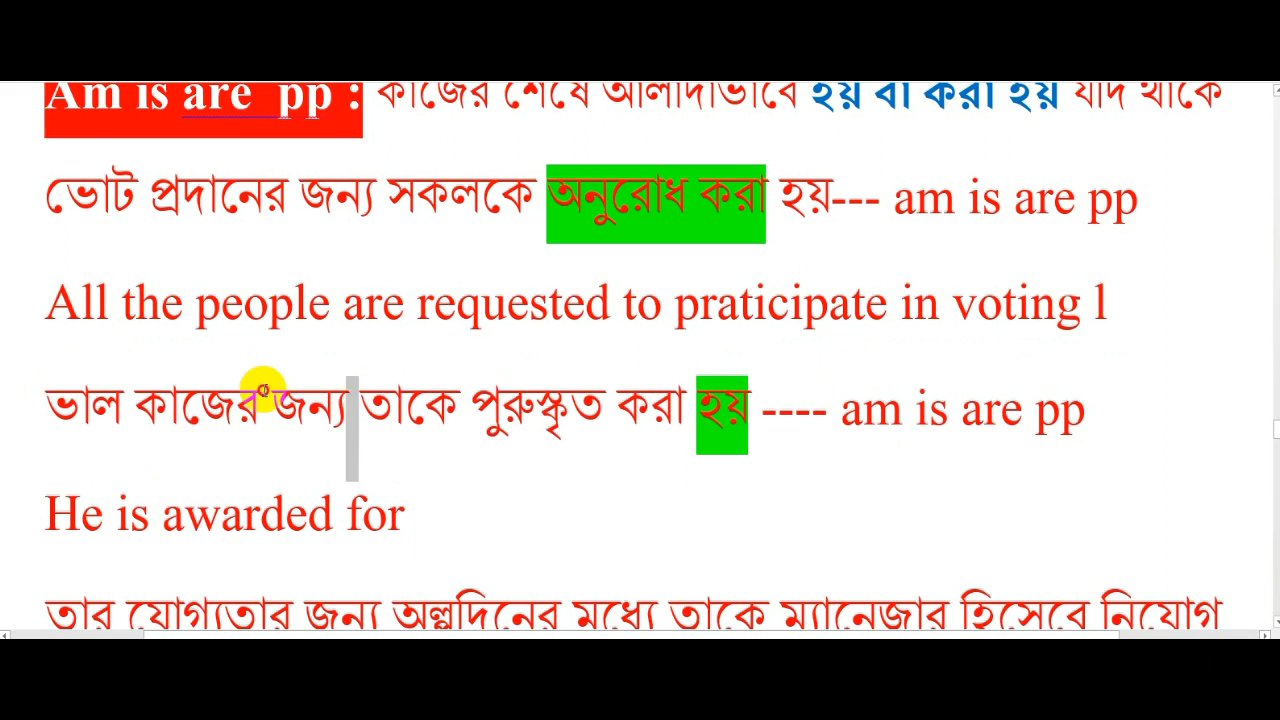 Am is are pp : কাজের শেষে আলাদাভাবে হয় বা করা হয় যদি থাকে
ভোট প্রদানের জন্য সকলকে অনুরোধ করা হয়--- am is are pp
All the people are requested to praticipate in voting l
ভাল কাজের জন্য তাকে পুরুস্কৃত করা হয় ---- am is are pp
He is awarded for
তার যোগ্যতার জন্য অল্পদিনের মধ্যে তাকে ম্যানেজার হিসেবে নিযোগ